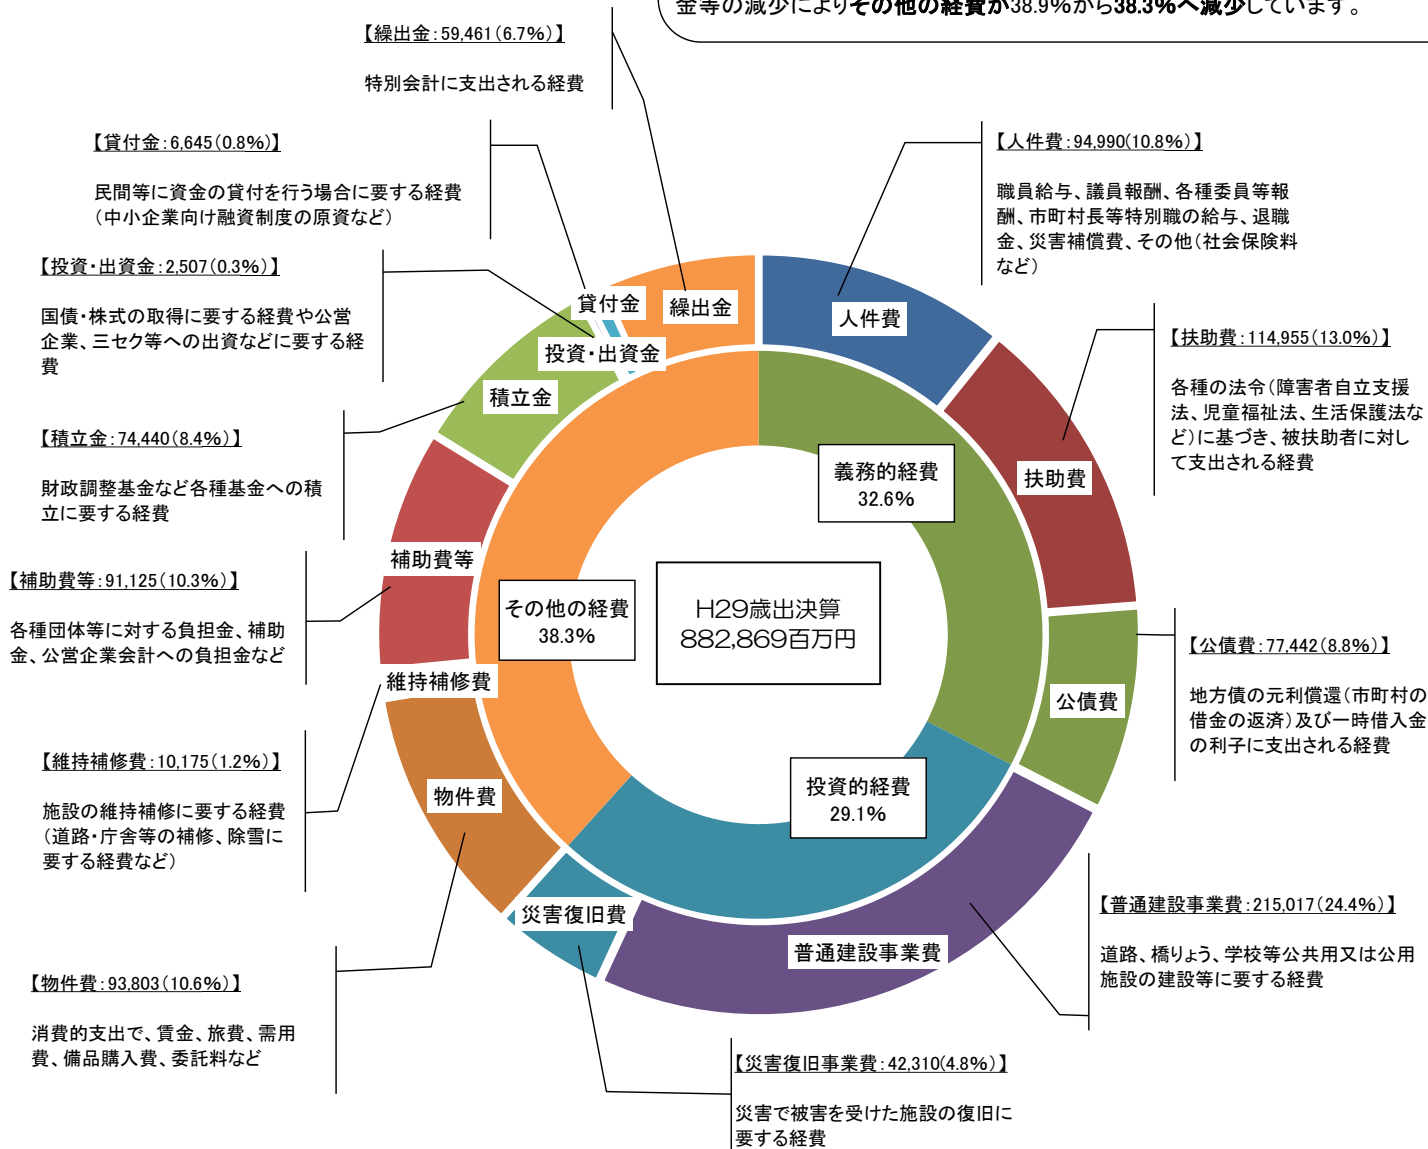 金等の減少によりその他の経費が38.9%から38.3%へ減少しています。
【繰出金：59,461(6.7%)】
特別会計に支出される経費
【貸付金：6,645(0.8%)】
民間等に資金の貸付を行う場合に要する経費
（中小企業向け融資制度の原資など）
【投資・出資金：2,507(0.3%)】
国債・株式の取得に要する経費や公営
企業、三セク等への出資などに要する経
費
【積立金：74,440(8.4%)】
財政調整基金など各種基金への積
立に要する経費
【補助費等：91,125(10.3%)】
各種団体等に対する負担金、補助
金、公営企業会計への負担金など
【維持補修費：10,175(1.2%)】
施設の維持補修に要する経費
（道路・庁舎等の補修、除雪に
要する経費など）
【物件費：93,803(10.6%)】
消費的支出で、賃金、旅費、需用
費、備品購入費、委託料など
【人件費：94,990(10.8%)】
職員給与、議員報酬、各種委員等報
酬、市町村長等特別職の給与、退職
金、災害補償費、その他（社会保険料
など）
【扶助費：114,955(13.0%)】
各種の法令（障害者自立支援
法、児童福祉法、生活保護法な
ど）に基づき、被扶助者に対し
て支出される経費
【公債費：77,442(8.8%)】
地方債の元利償還（市町村の
借金の返済）及び一時借入金
の利子に支出される経費
【普通建設事業費：215,017(24.4%)】
道路、橋りょう、学校等公共用又は公用
施設の建設等に要する経費
【災害復旧事業費：42,310(4.8%)】
災害で被害を受けた施設の復旧に
要する経費
人件費
扶助費
公債費
普通建設事業費
災害復旧費
物件費
維持補修費
補助費等
積立金
投資・出資金
貸付金
繰出金
義務的経費
32.6%
投資的経費
29.1%
その他の経費
38.3%
H29歳出決算
882,869百万円